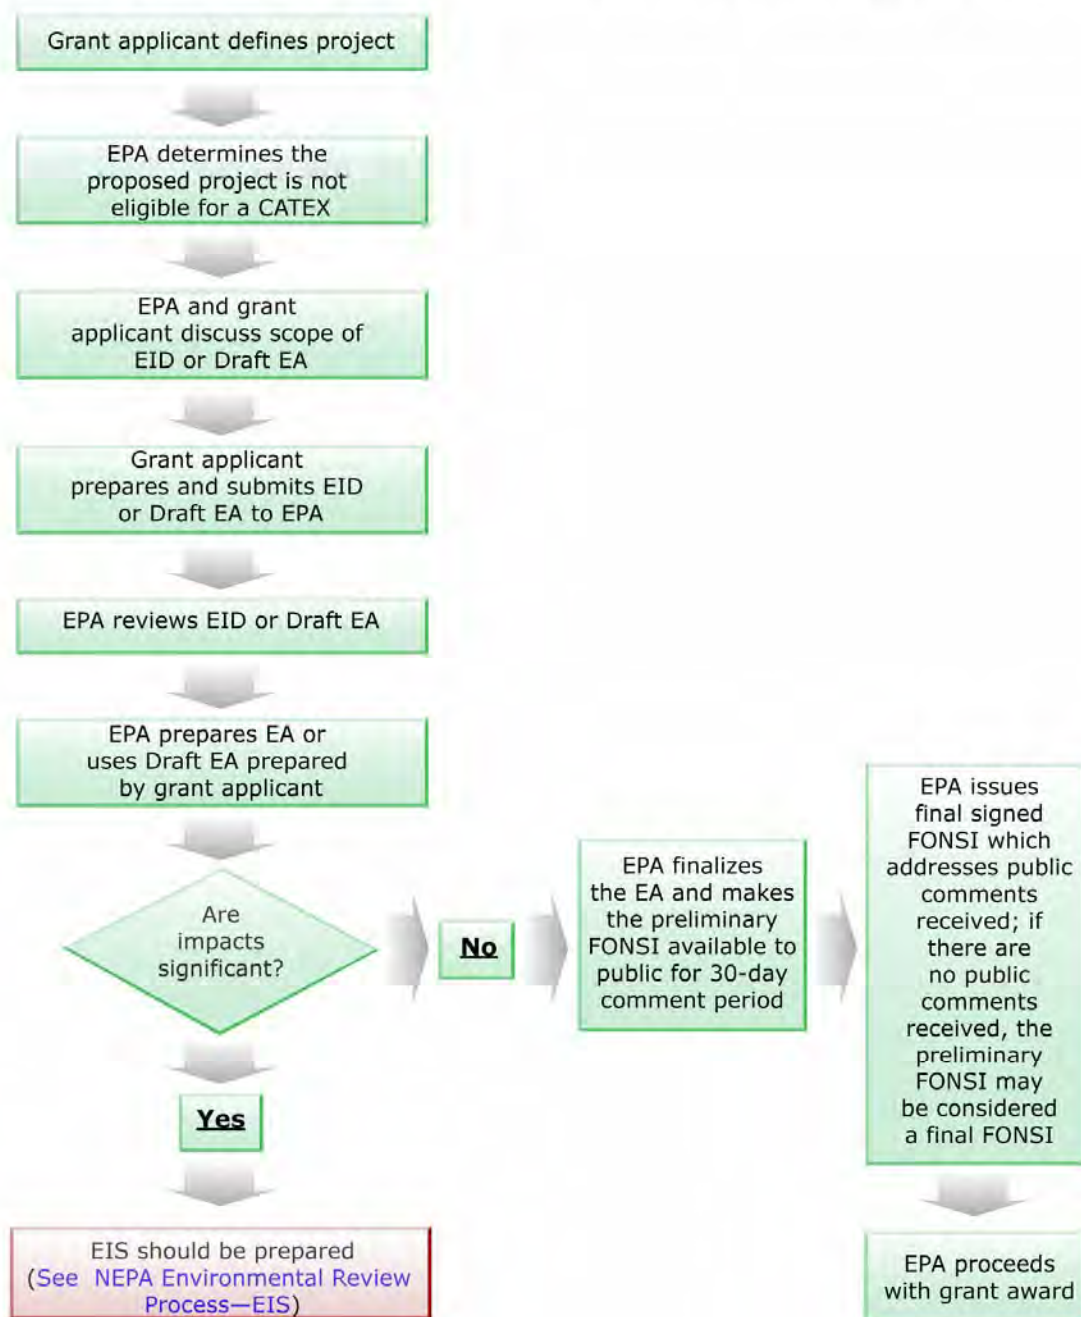 Grant applicant defines project
EPA determines the
proposed project is not
eligible for a CATEX
EPA and grant
applicant discuss scope of
EID or Draft EA
Grant applicant
prepares and submits EID
or Draft EA to EPA
EPA reviews EID or Draft EA
EPA prepares EA or
uses Draft EA prepared
by grant applicant
Are
impacts
significant?
No
EPA finalizes
the EA and makes
the preliminary
FONSI available to
public for 30-day
comment period
EPA issues
final signed
FONSI which
addresses public
comments
received; if
there are
no public
comments
received, the
preliminary
FONSI may
be considered
a final FONSI
Yes
EIS should be prepared
(See NEPA Environmental Review
Process—EIS)
EPA proceeds
with grant award